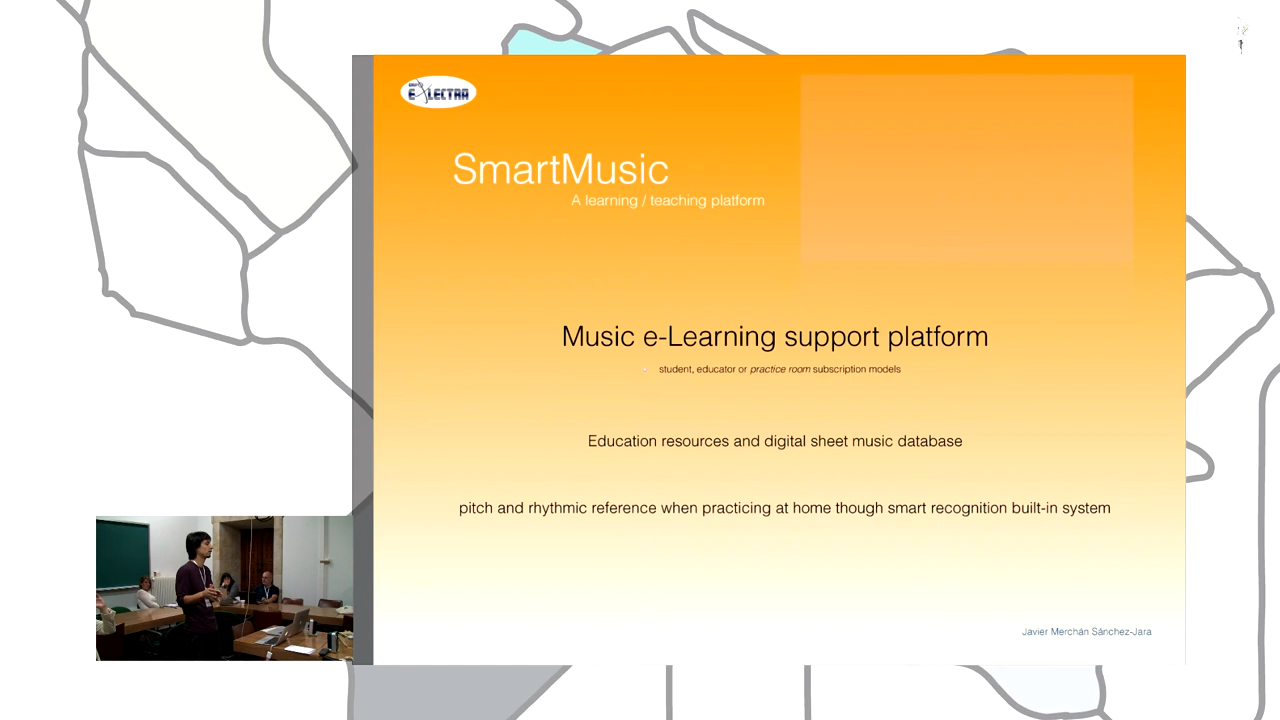 E LECTRA
SmartMusic
A learning / teaching platform
Music e-Learning support platform
student, educator or practice room subscription models
Education resources and digital sheet music database
pitch and rhythmic reference when practicing at home though smart recognition built-in system
Javier Merchán Sánchez-Jara